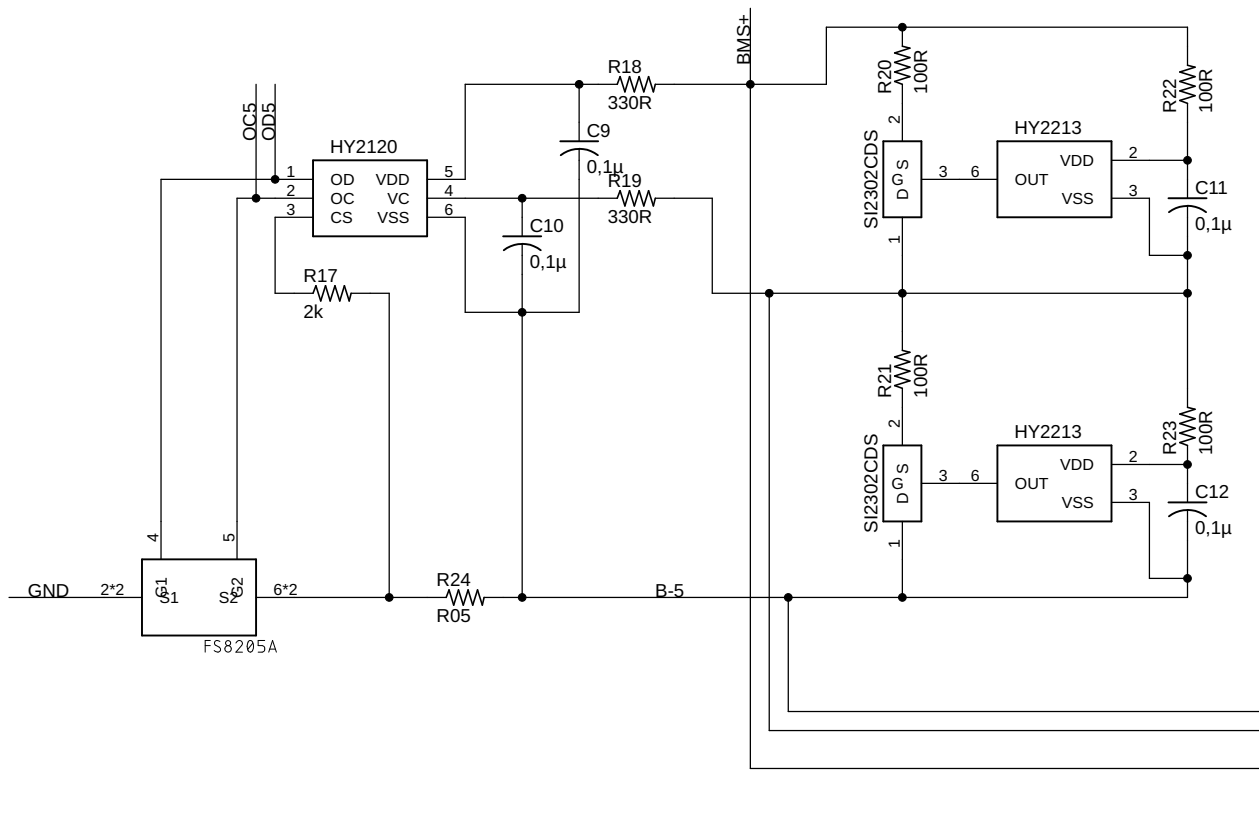 BMS+
R18
330R
R20
100R
2
SI2302CDS
S
G
D
1
3
6
HY2213
VDD
OUT
VSS
2
3
R22
100R
C11
0,1µ
OC5
OD5
HY2120
1
2
3
OD
OC
CS
VDD
VC
VSS
5
4
6
C9
0,1µ
R19
330R
C10
0,1µ
R17
2k
R21
100R
2
SI2302CDS
S
G
D
1
3
6
HY2213
VDD
OUT
VSS
2
3
R23
100R
C12
0,1µ
4
5
GND
2*2
G1
S1
G2
S2
6*2
FS8205A
R24
R05
B-5